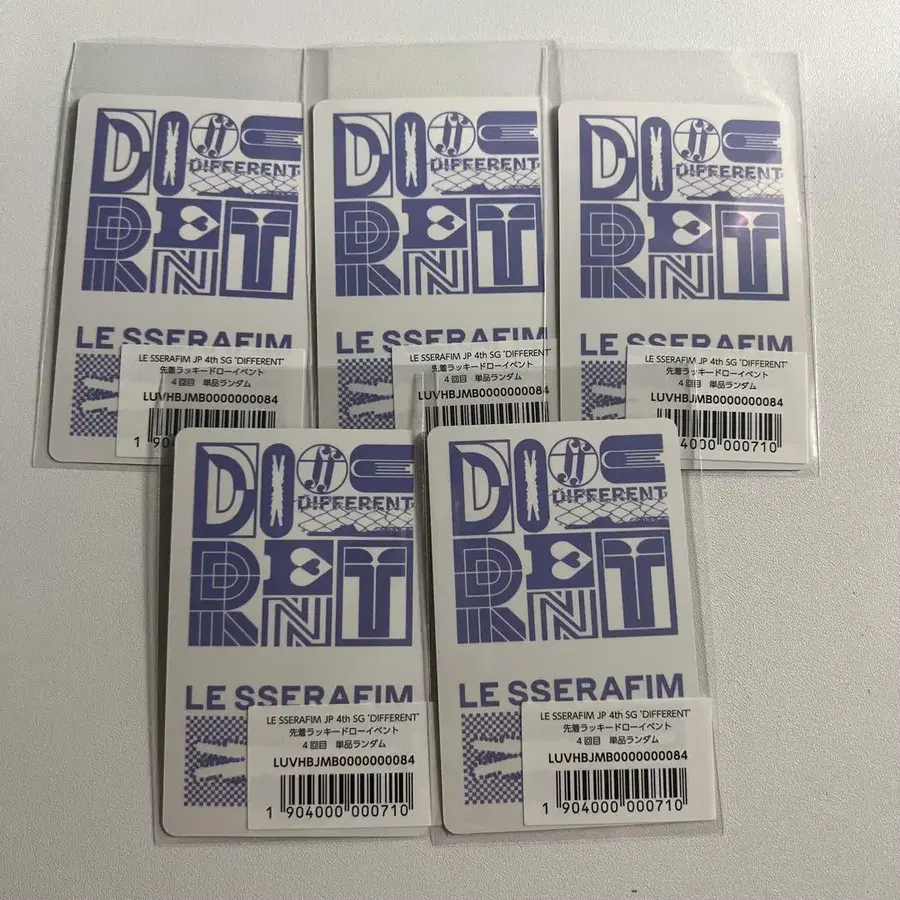 DIFFERENT
DIFFERENT
LE SSERAFIM
LE SSERAFIM JP 4th SG "DIFFERENT"
先着ラッキードローイベント
4回目 単品ランダム
LUVHBJMB0000000084
1 904
DIFFERENT
DIFFERENT
LE SSERAFIM
LE SSERAFIM JP 4th SG "DIFFERENT"
先着ラッキードローイベント
4回目 単品ランダム
LUVHBJMB0000000084
DIFFERENT
DIFFERENT
LE SSERAFIM
LE SSERAFIM JP 4th SG "DIFFERENT"
先着ラッキードローイベント
4回目 単品ランダム
LUVHBJMB0000000084
000710
DIFFERENT
DIFFERENT
LE SSERAFIM
LE SSERAFIM JP 4th SG "DIFFERENT"
先着ラッキードローイベント
4回目 単品ランダム
LUVHBJMB0000000084
1 904000 000710
DIFFERENT
DIFFERENT
LE SSERAFIM
LE SSERAFIM JP 4th SG "DIFFERENT"
先着ラッキードローイベント
4回目 単品ランダム
LUVHBJMB0000000084
1 904000 000710